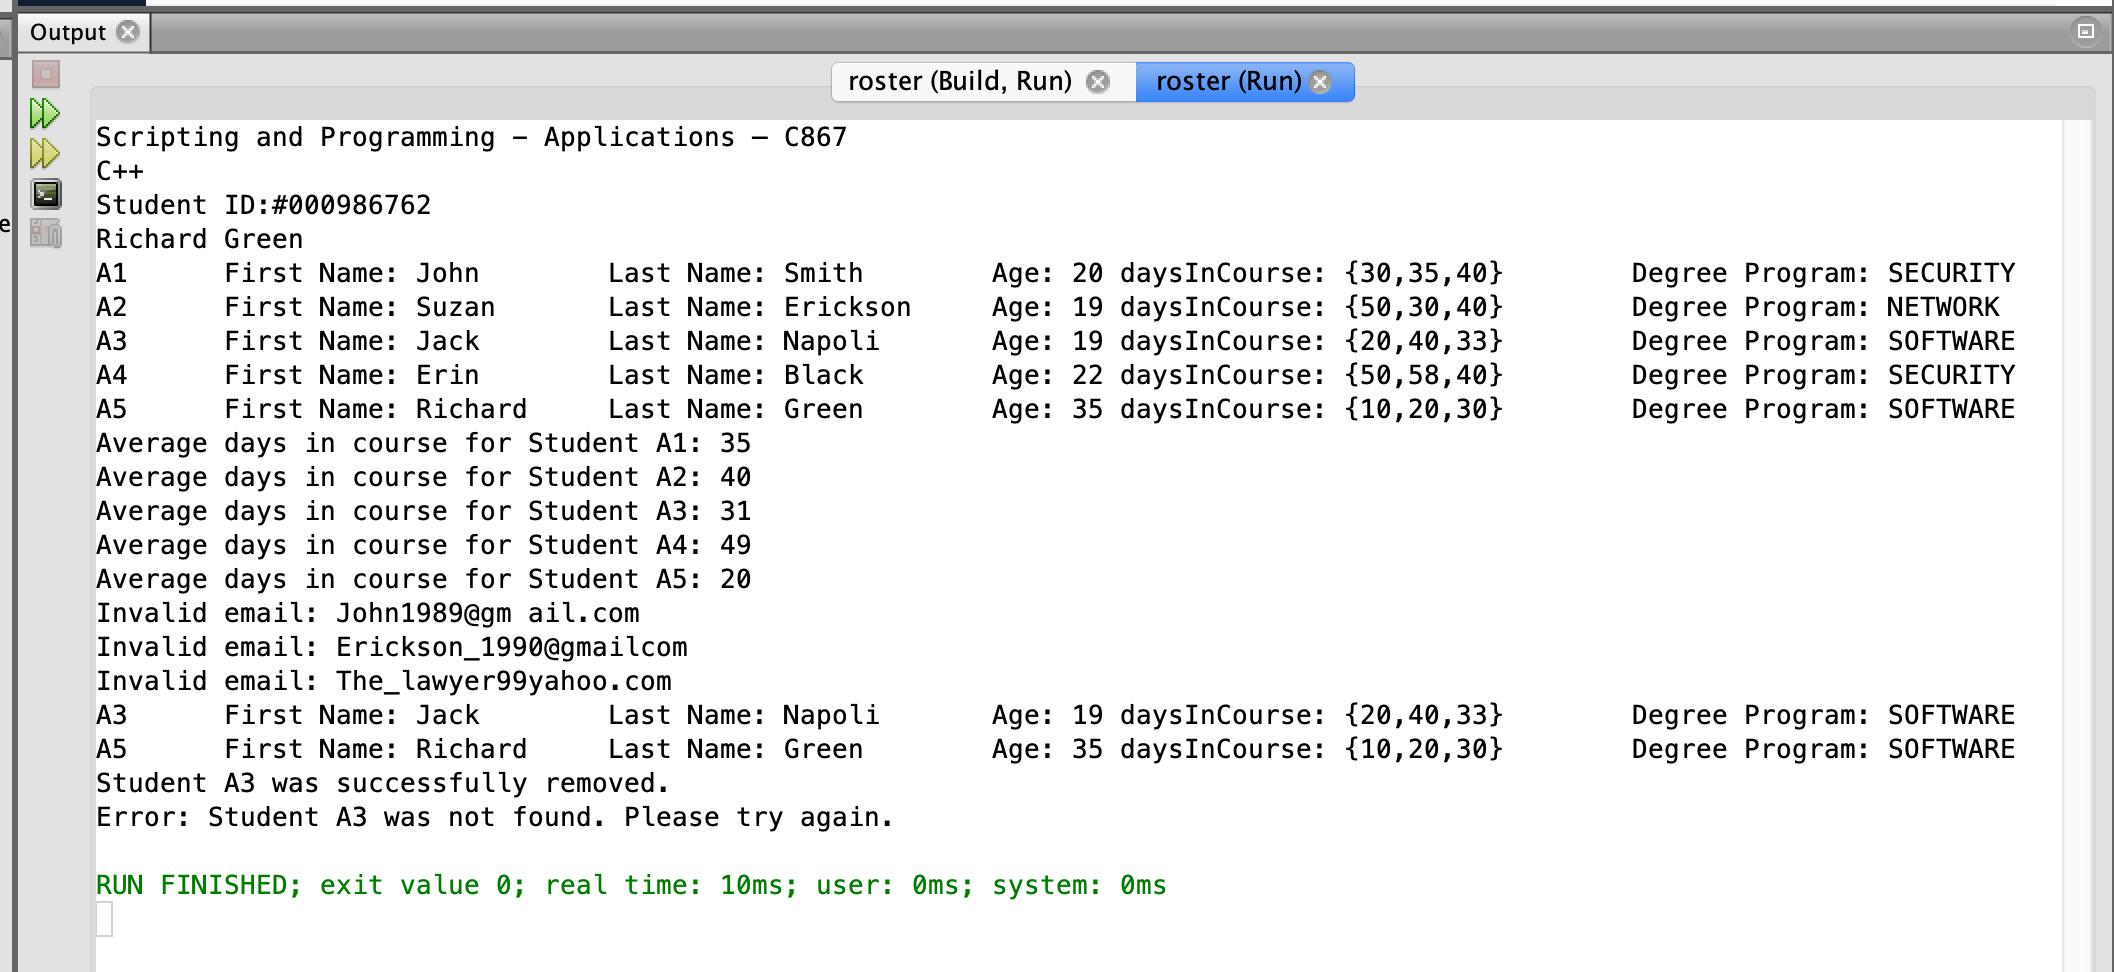 Output
roster (Build, Run) roster (Run)
e
Scripting and Programming – Applications – C867
C++
Student ID:#000986762
Richard Green
A1 First Name: John Last Name: Smith Age: 20 daysInCourse: {30,35,40} Degree Program: SECURITY
A2 First Name: Suzan Last Name: Erickson Age: 19 daysInCourse: {50,30,40} Degree Program: NETWORK
A3 First Name: Jack Last Name: Napoli Age: 19 daysInCourse: {20,40,33} Degree Program: SOFTWARE
A4 First Name: Erin Last Name: Black Age: 22 daysInCourse: {50,58,40} Degree Program: SECURITY
A5 First Name: Richard Last Name: Green Age: 35 daysInCourse: {10,20,30} Degree Program: SOFTWARE
Average days in course for Student A1: 35
Average days in course for Student A2: 40
Average days in course for Student A3: 31
Average days in course for Student A4: 49
Average days in course for Student A5: 20
Invalid email: John1989@gm ail.com
Invalid email: Erickson_1990@gmailcom
Invalid email: The_lawyer99yahoo.com
A3 First Name: Jack Last Name: Napoli Age: 19 daysInCourse: {20,40,33} Degree Program: SOFTWARE
A5 First Name: Richard Last Name: Green Age: 35 daysInCourse: {10,20,30} Degree Program: SOFTWARE
Student A3 was successfully removed.
Error: Student A3 was not found. Please try again.
RUN FINISHED; exit value 0; real time: 10ms; user: 0ms; system: 0ms